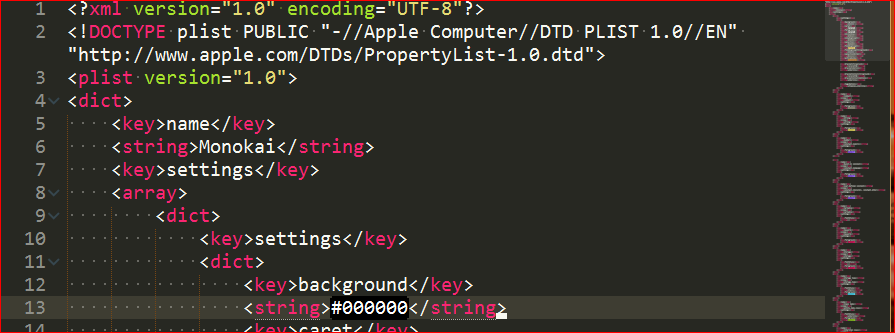 1 <?xml version="1.0" encoding="UTF-8"?>
2 <!DOCTYPE plist PUBLIC "-//Apple Computer//DTD PLIST 1.0//EN"
"http://www.apple.com/DTDs/PropertyList-1.0.dtd">
3 <plist version="1.0">
4 <dict>
5 <key>name</key>
6 <string>Monokai</string>
7 <key>settings</key>
8 <array>
9 <dict>
10 <key>settings</key>
11 <dict>
12 <key>background</key>
13 <string>#000000</string>
14 <key>caret</key>